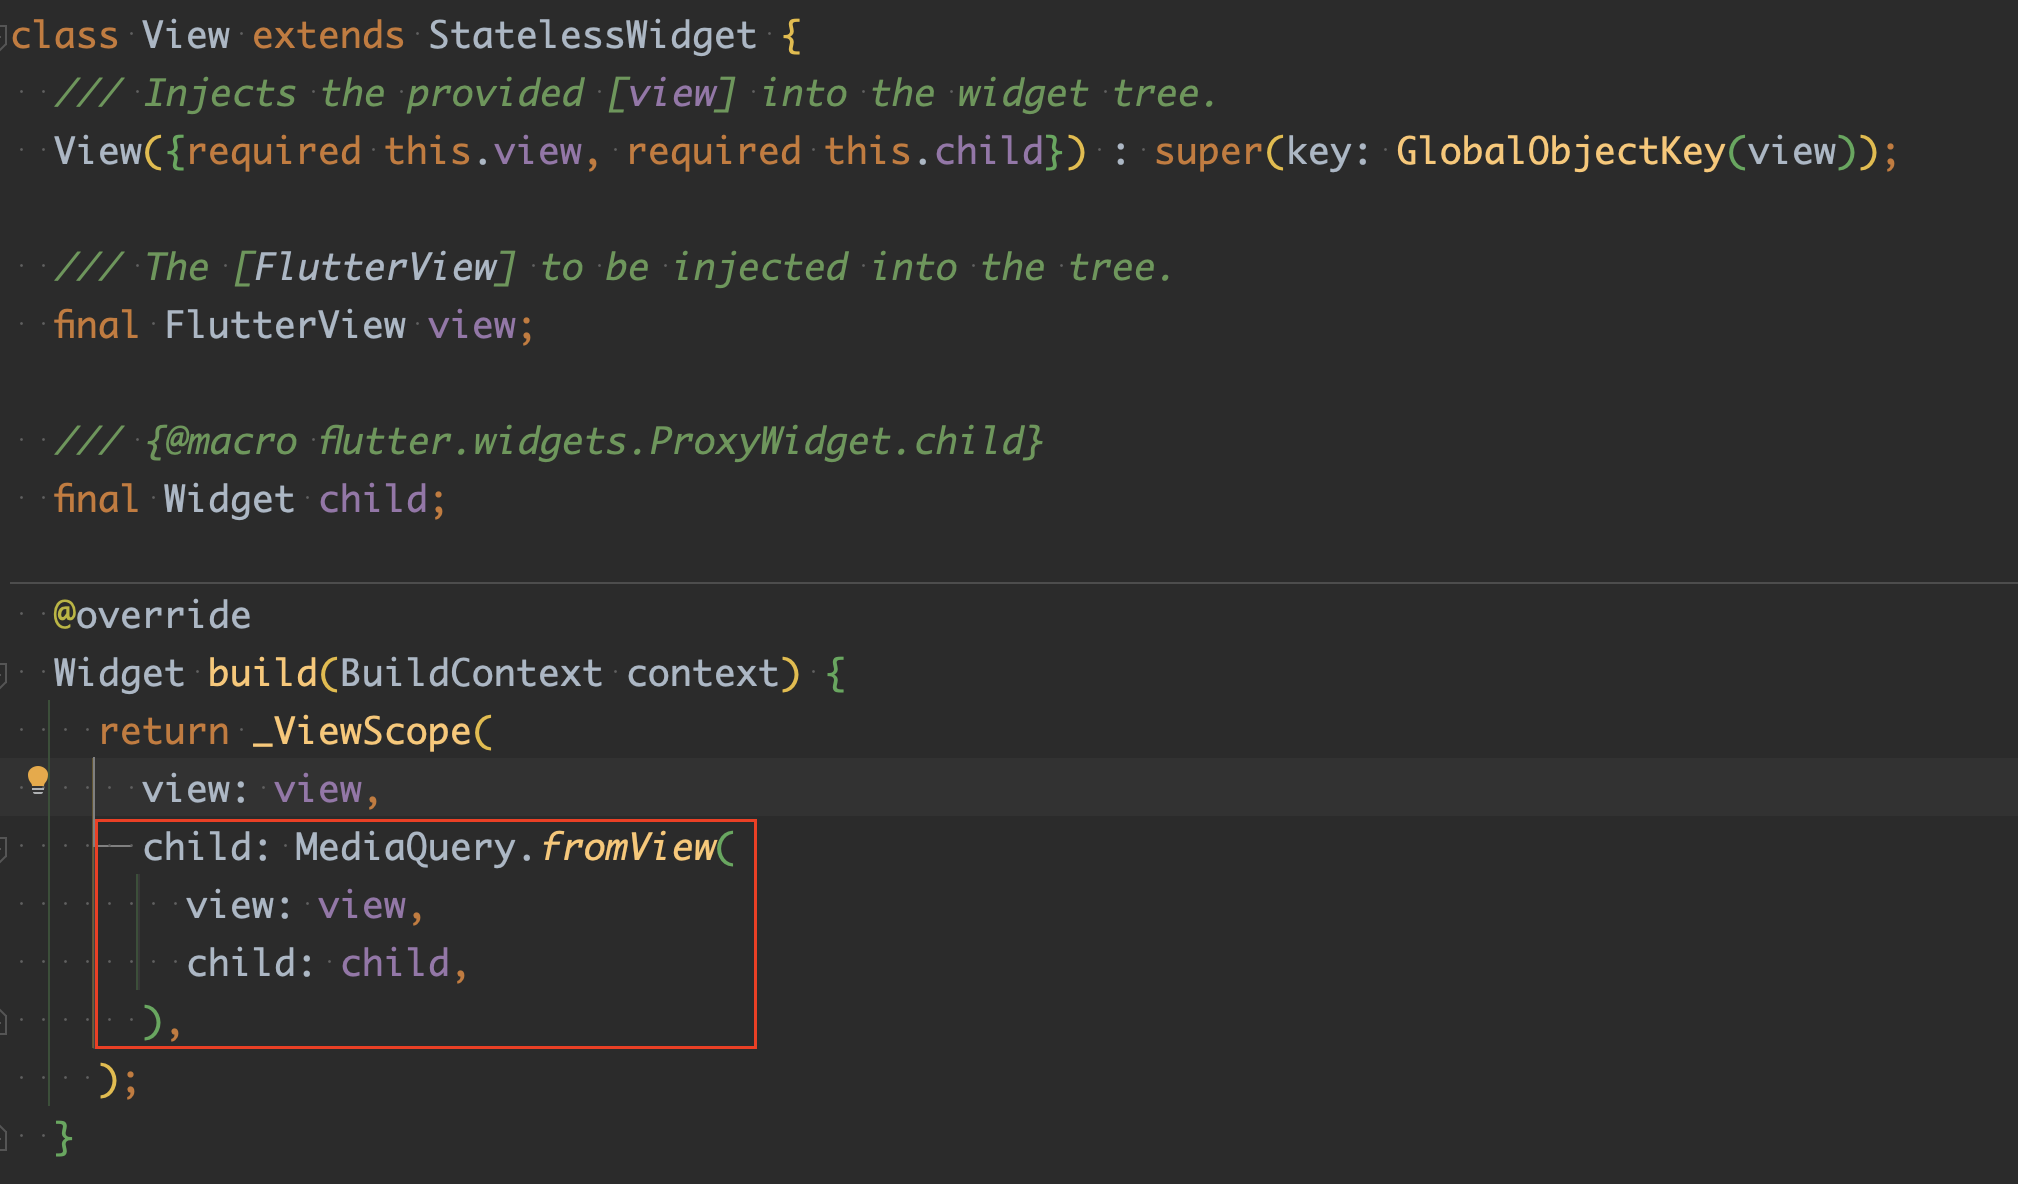 class View extends StatelessWidget {
  /// Injects the provided [view] into the widget tree.
  View({required this.view, required this.child}) : super(key: GlobalObjectKey(view));

  /// The [FlutterView] to be injected into the tree.
  final FlutterView view;

  /// {@macro flutter.widgets.ProxyWidget.child}
  final Widget child;

  @override
  Widget build(BuildContext context) {
    return _ViewScope(
      view: view,
      child: MediaQuery.fromView(
        view: view,
        child: child,
      ),
    );
  }